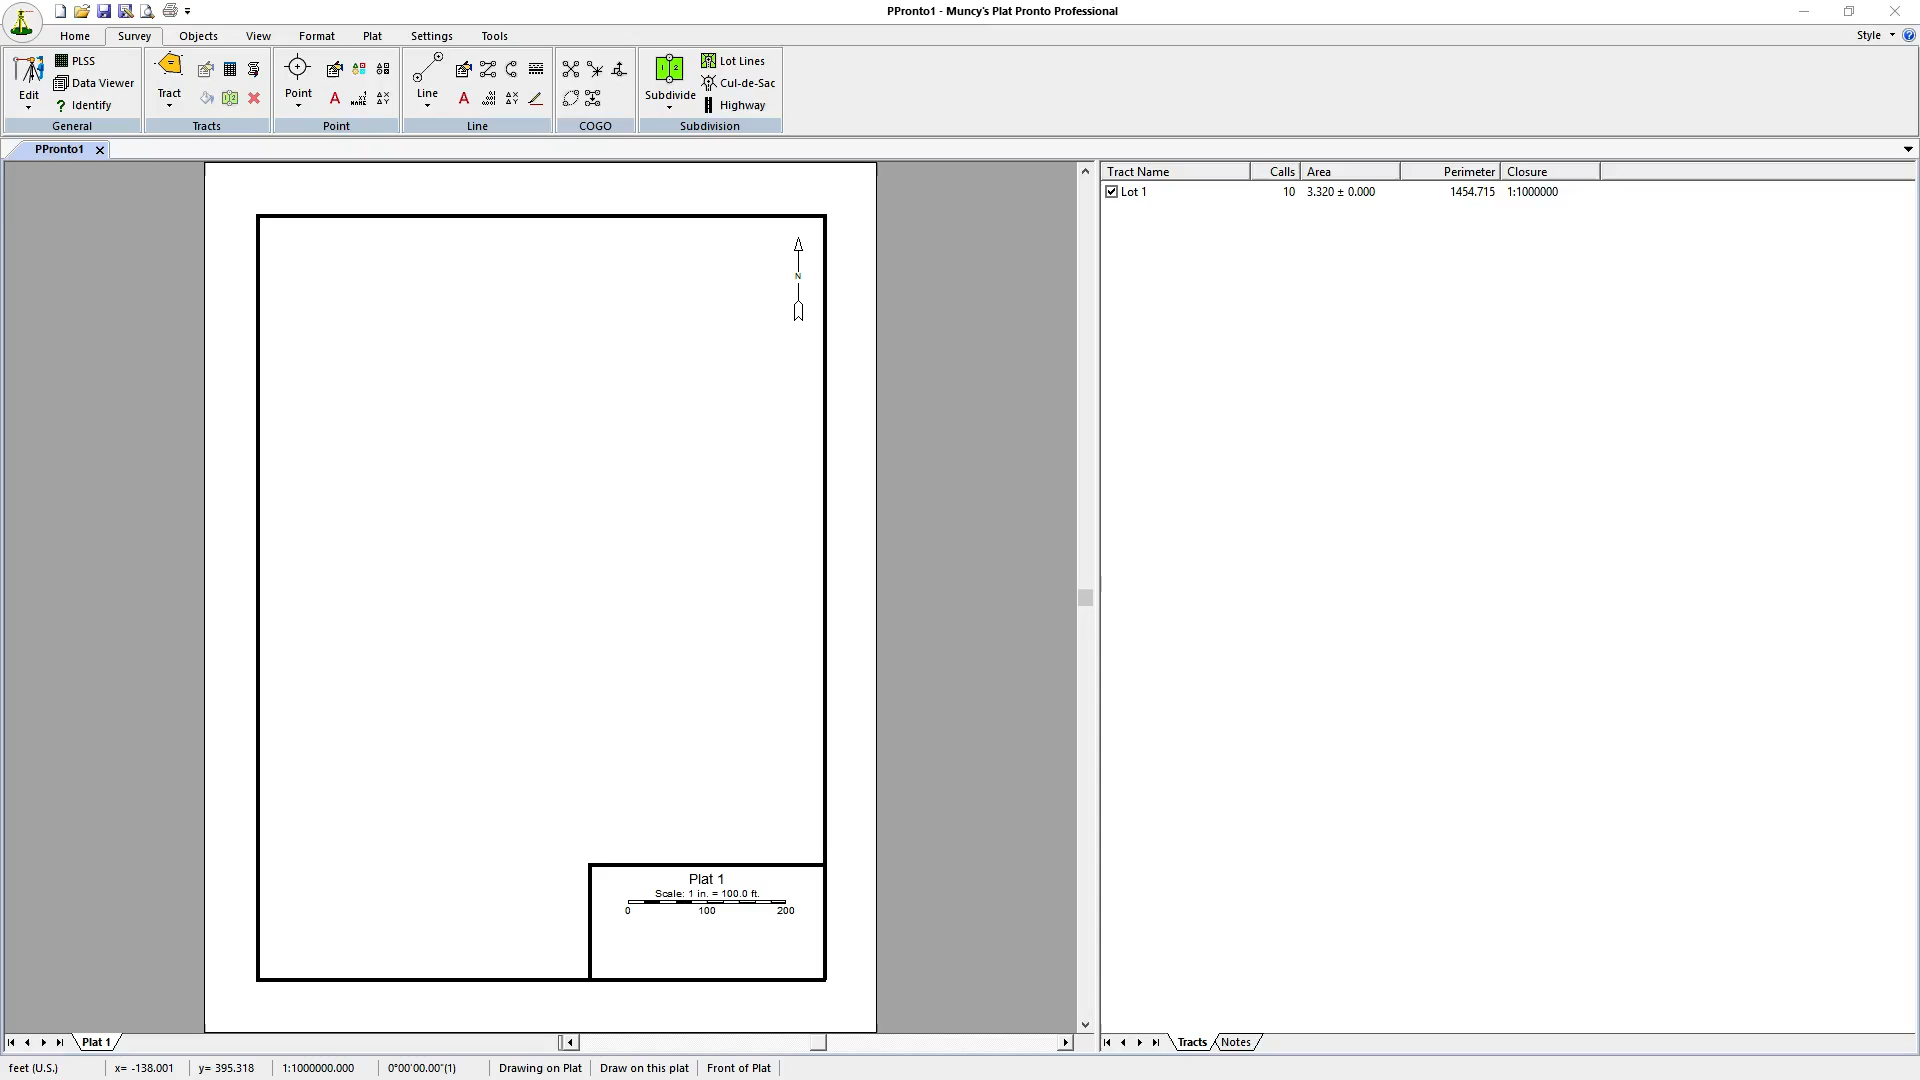 PPronto1 - Muncy's Plat Pronto Professional
Home Survey Objects View Format Plat Settings Tools
Style
Edit
PLSS
Data Viewer
Identify
General
Tract
Tracts
Point
Point
Line
Line
COGO
Subdivide
Lot Lines
Cul-de-Sac
Highway
Subdivision
PPronto1
N
Plat 1
Scale: 1 in. = 100.0 ft.
0 100 200
Tract Name Calls Area Perimeter Closure
Lot 1 10 3.320 ± 0.000 1454.715 1:1000000
Plat 1
Tracts Notes
feet (U.S.) x= -138.001 y= 395.318 1:1000000.000 0°00'00.00"(1) Drawing on Plat Draw on this plat Front of Plat